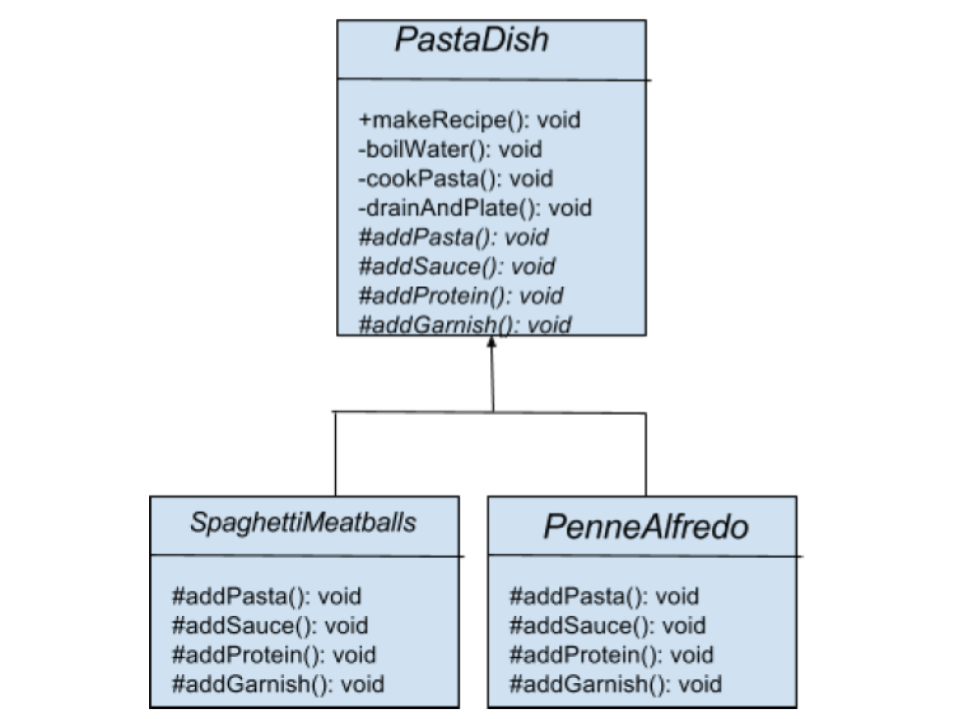 PastaDish
+makeRecipe(): void
-boilWater(): void
-cookPasta(): void
-drainAndPlate(): void
#addPasta(): void
#addSauce(): void
#addProtein(): void
#addGarnish(): void
SpaghettiMeatballs
#addPasta(): void
#addSauce(): void
#addProtein(): void
#addGarnish(): void
PenneAlfredo
#addPasta(): void
#addSauce(): void
#addProtein(): void
#addGarnish(): void